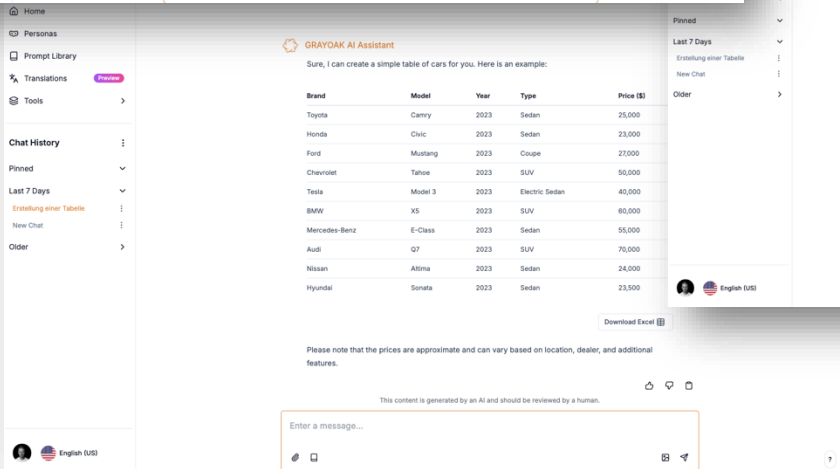 Home
Personas
Prompt Library
Translations Preview
Tools
Chat History
Pinned
Last 7 Days
Erstellung einer Tabelle
New Chat
Older
English (US)
GRAYOAK AI Assistant
Sure, I can create a simple table of cars for you. Here is an example:
Brand Model Year Type Price ($)
Toyota Camry 2023 Sedan 25,000
Honda Civic 2023 Sedan 23,000
Ford Mustang 2023 Coupe 27,000
Chevrolet Tahoe 2023 SUV 50,000
Tesla Model 3 2023 Electric Sedan 40,000
BMW X5 2023 SUV 60,000
Mercedes-Benz E-Class 2023 Sedan 55,000
Audi Q7 2023 SUV 70,000
Nissan Altima 2023 Sedan 24,000
Hyundai Sonata 2023 Sedan 23,500
Download Excel
Please note that the prices are approximate and can vary based on location, dealer, and additional
features.
This content is generated by an AI and should be reviewed by a human.
Enter a message...
Pinned
Last 7 Days
Erstellung einer Tabelle
New Chat
Older
English (US)
?